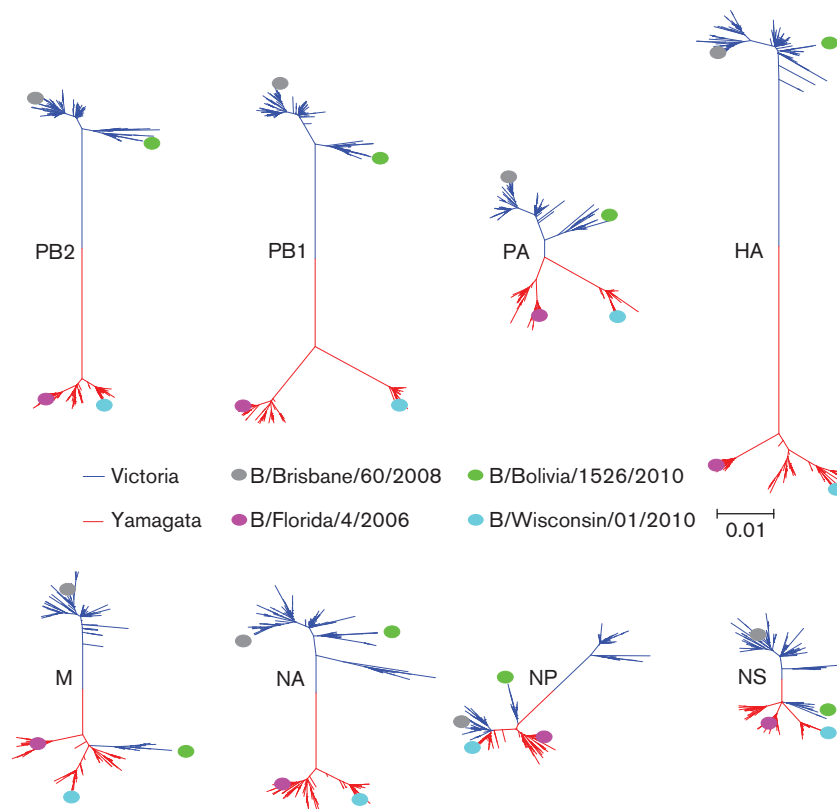 PB2
PB1
PA
HA
Victoria
B/Brisbane/60/2008
B/Bolivia/1526/2010
Yamagata
B/Florida/4/2006
B/Wisconsin/01/2010
0.01
M
NA
NP
NS